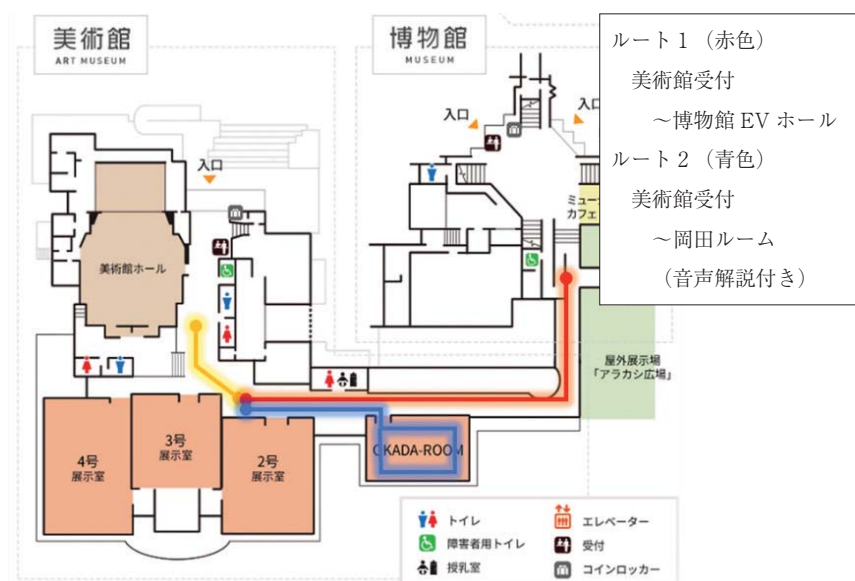 美術館
ART MUSEUM
博物館
MUSEUM
ルート1（赤色）
美術館受付
～博物館 EV ホール
ルート2（青色）
美術館受付
～岡田ルーム
（音声解説付き）
入口
入口
入口
ミュー
カフェ
美術館ホール
屋外展示場
「アラカシ広場」
4号
展示室
3号
展示室
2号
展示室
OKADA-ROOM
トイレ
エレベーター
障害者用トイレ
受付
授乳室
コインロッカー